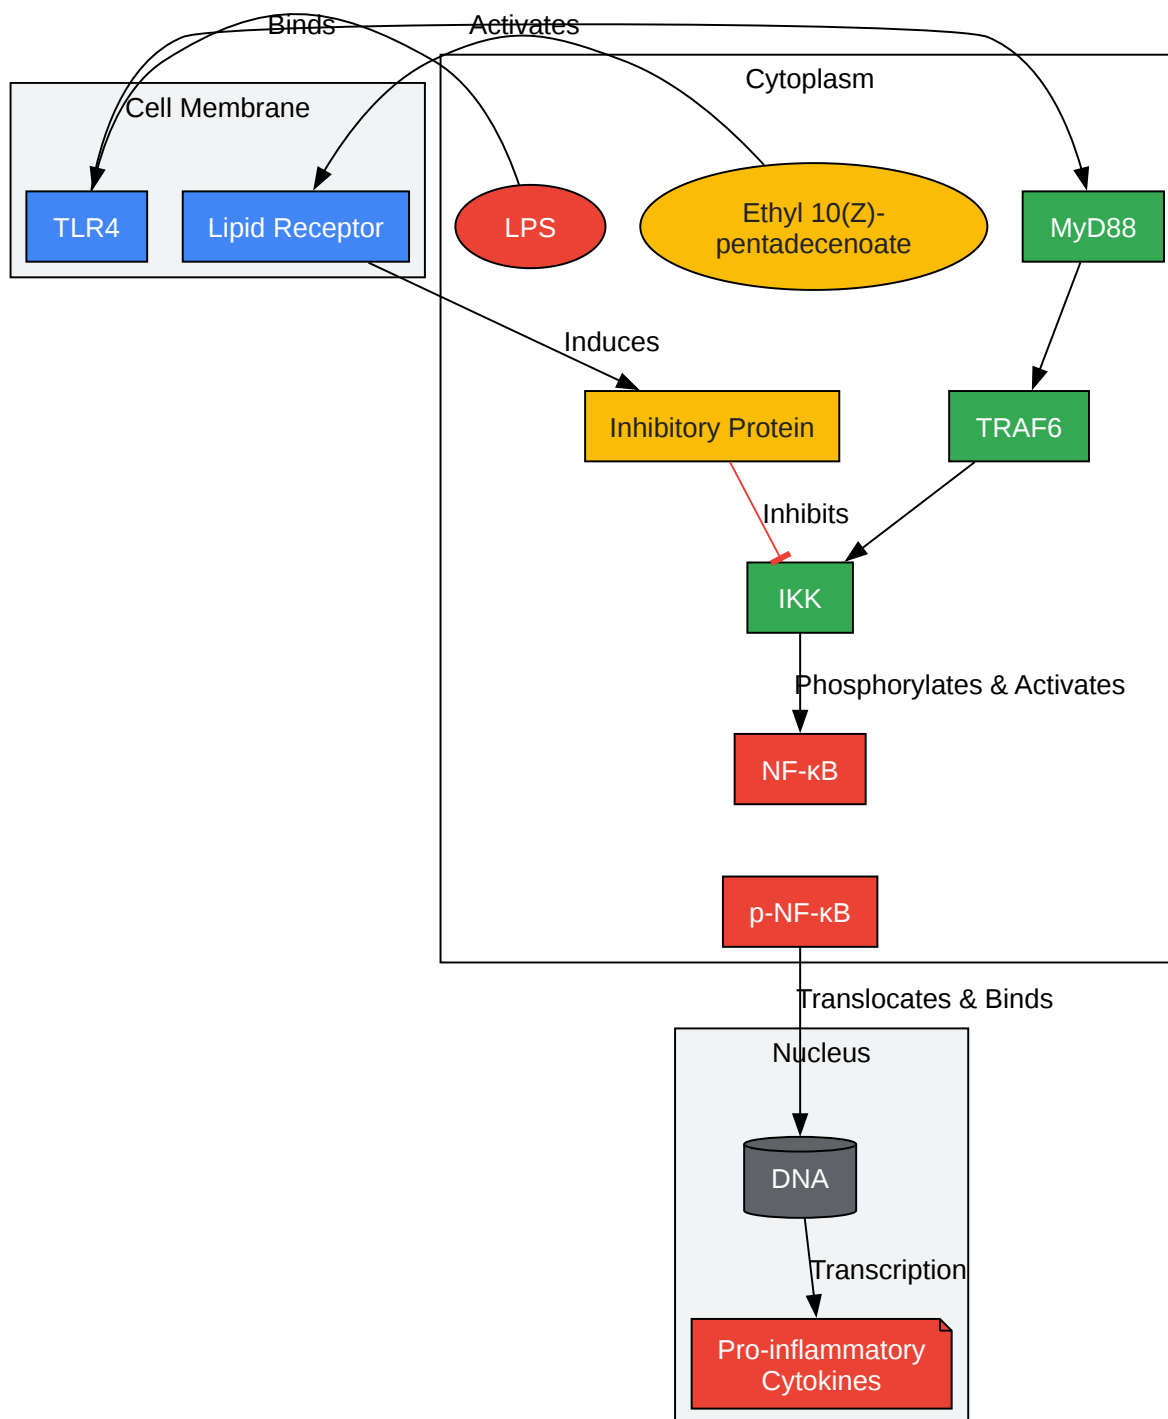 Binds
Activates
Cytoplasm
Cell Membrane
TLR4
Lipid Receptor
LPS
Ethyl 10(Z)-
pentadecenoate
MyD88
Induces
Inhibitory Protein
TRAF6
Inhibits
IKK
Phosphorylates & Activates
NF-κB
p-NF-κB
Translocates & Binds
Nucleus
DNA
Transcription
Pro-inflammatory
Cytokines